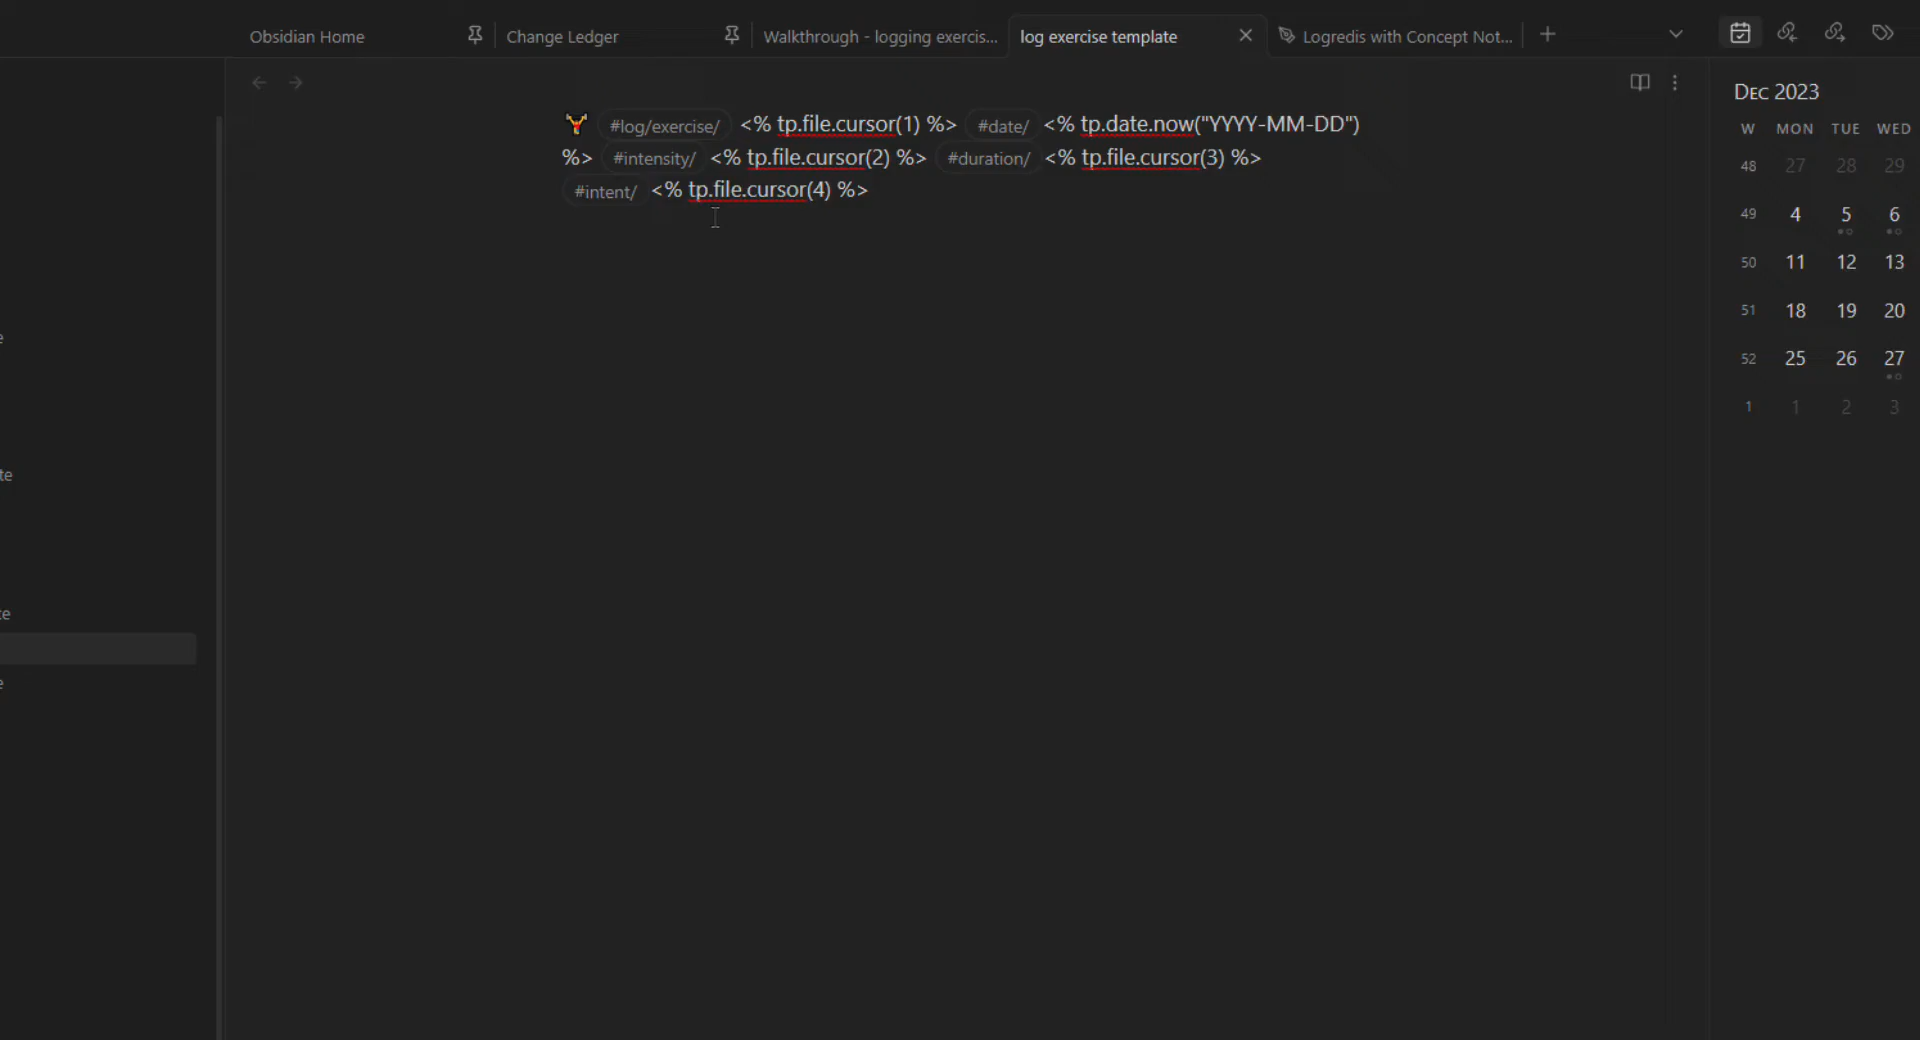 Obsidian Home
Change Ledger
Walkthrough - logging exercis...
log exercise template
Logredis with Concept Not...
#log/exercise/ <% tp.file.cursor(1) %> #date/ <% tp.date.now("YYYY-MM-DD")
%> #intensity/ <% tp.file.cursor(2) %> #duration/ <% tp.file.cursor(3) %>
#intent/ <% tp.file.cursor(4) %>
e
te
e
Dec 2023
W MON TUE WED
48 27 28 29
49 4 5 6
50 11 12 13
51 18 19 20
52 25 26 27
1 1 2 3